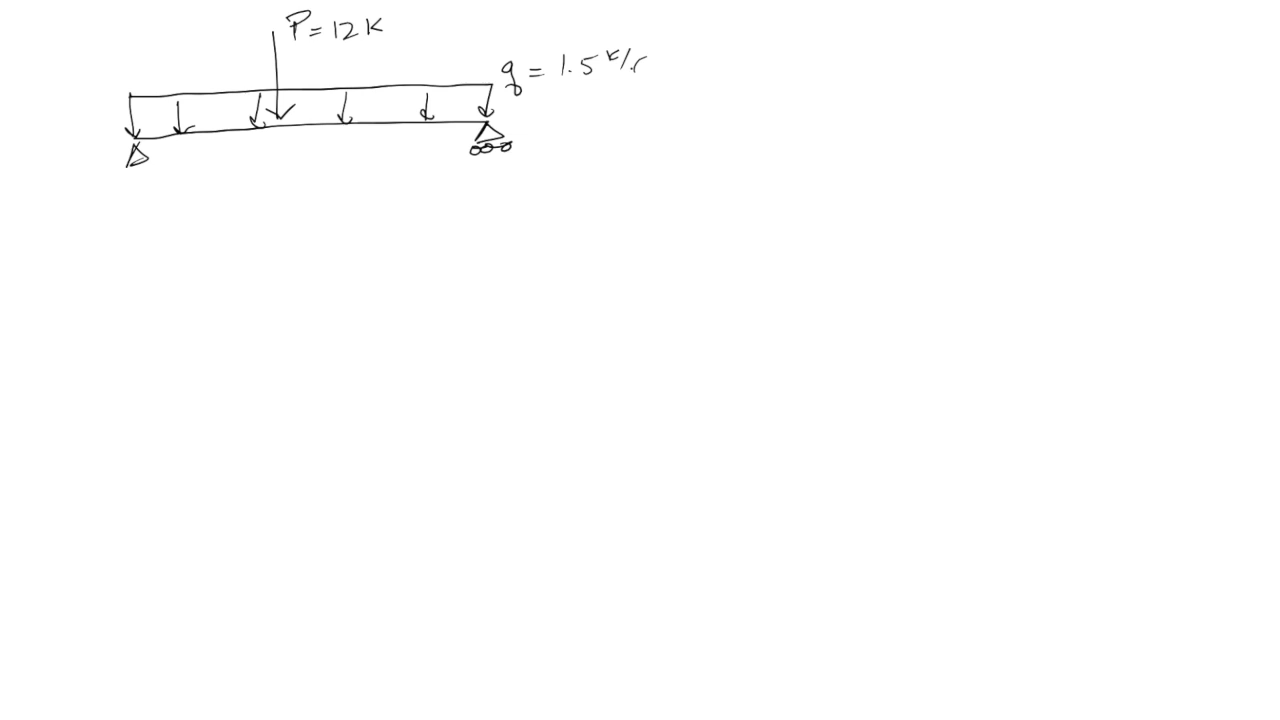 P = 12 K
q = 1.5 K/